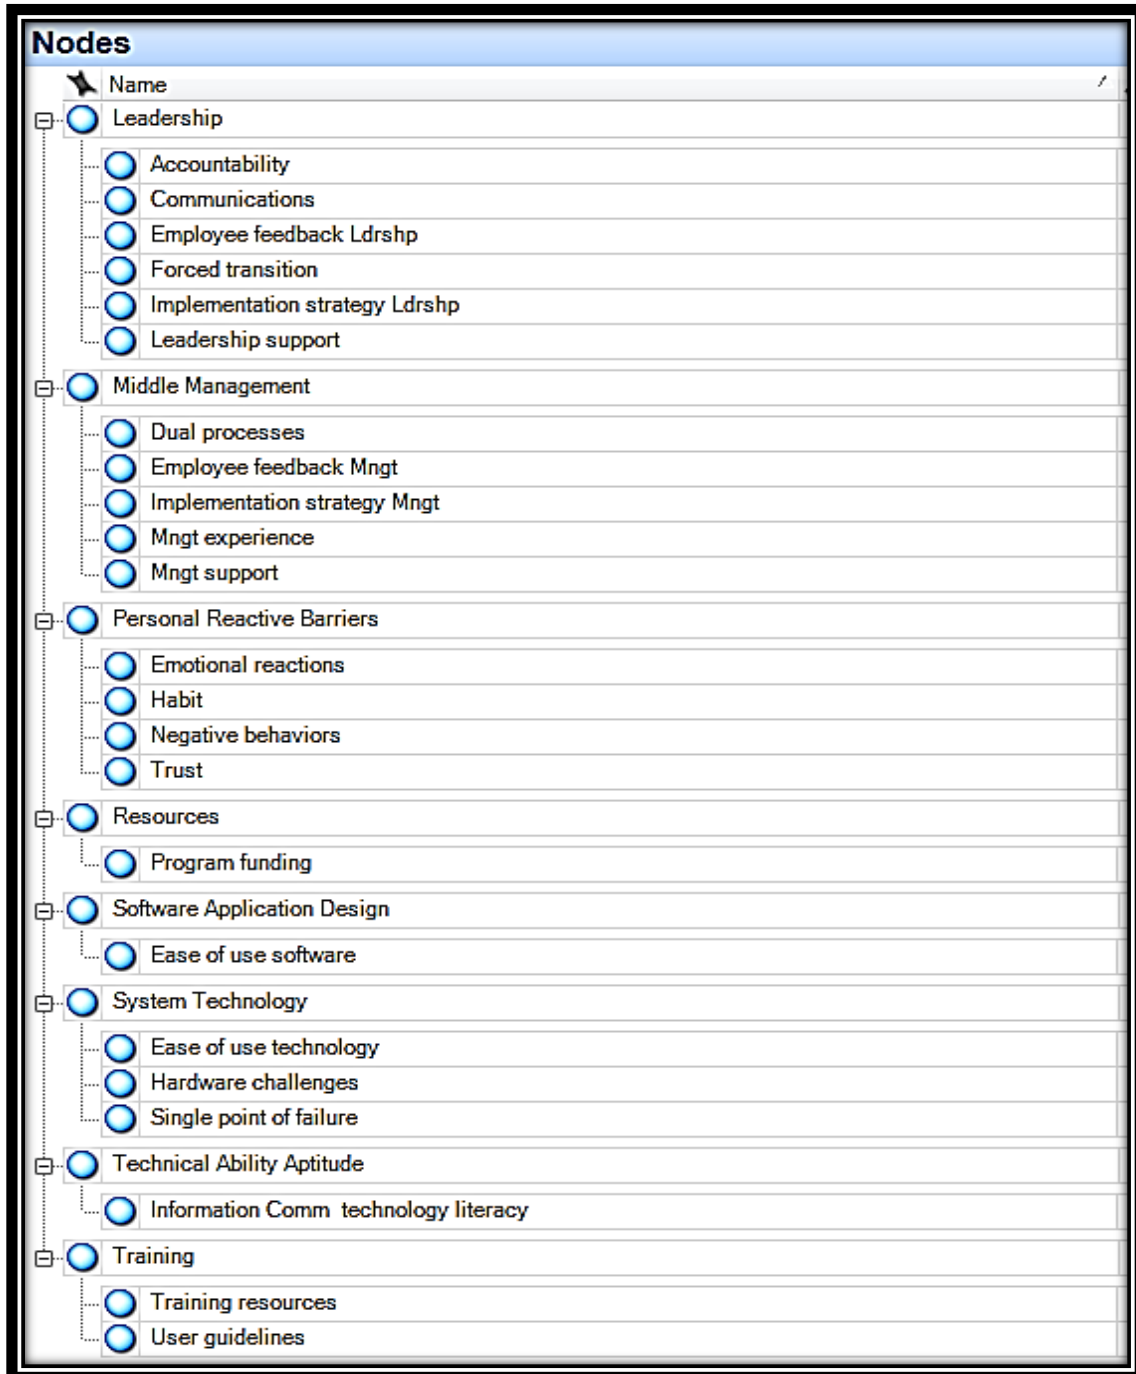 Nodes
Name
Leadership
Accountability
Communications
Employee feedback Ldrshp
Forced transition
Implementation strategy Ldrshp
Leadership support
Middle Management
Dual processes
Employee feedback Mngt
Implementation strategy Mngt
Mngt experience
Mngt support
Personal Reactive Barriers
Emotional reactions
Habit
Negative behaviors
Trust
Resources
Program funding
Software Application Design
Ease of use software
System Technology
Ease of use technology
Hardware challenges
Single point of failure
Technical Ability Aptitude
Information Comm  technology literacy
Training
Training resources
User guidelines